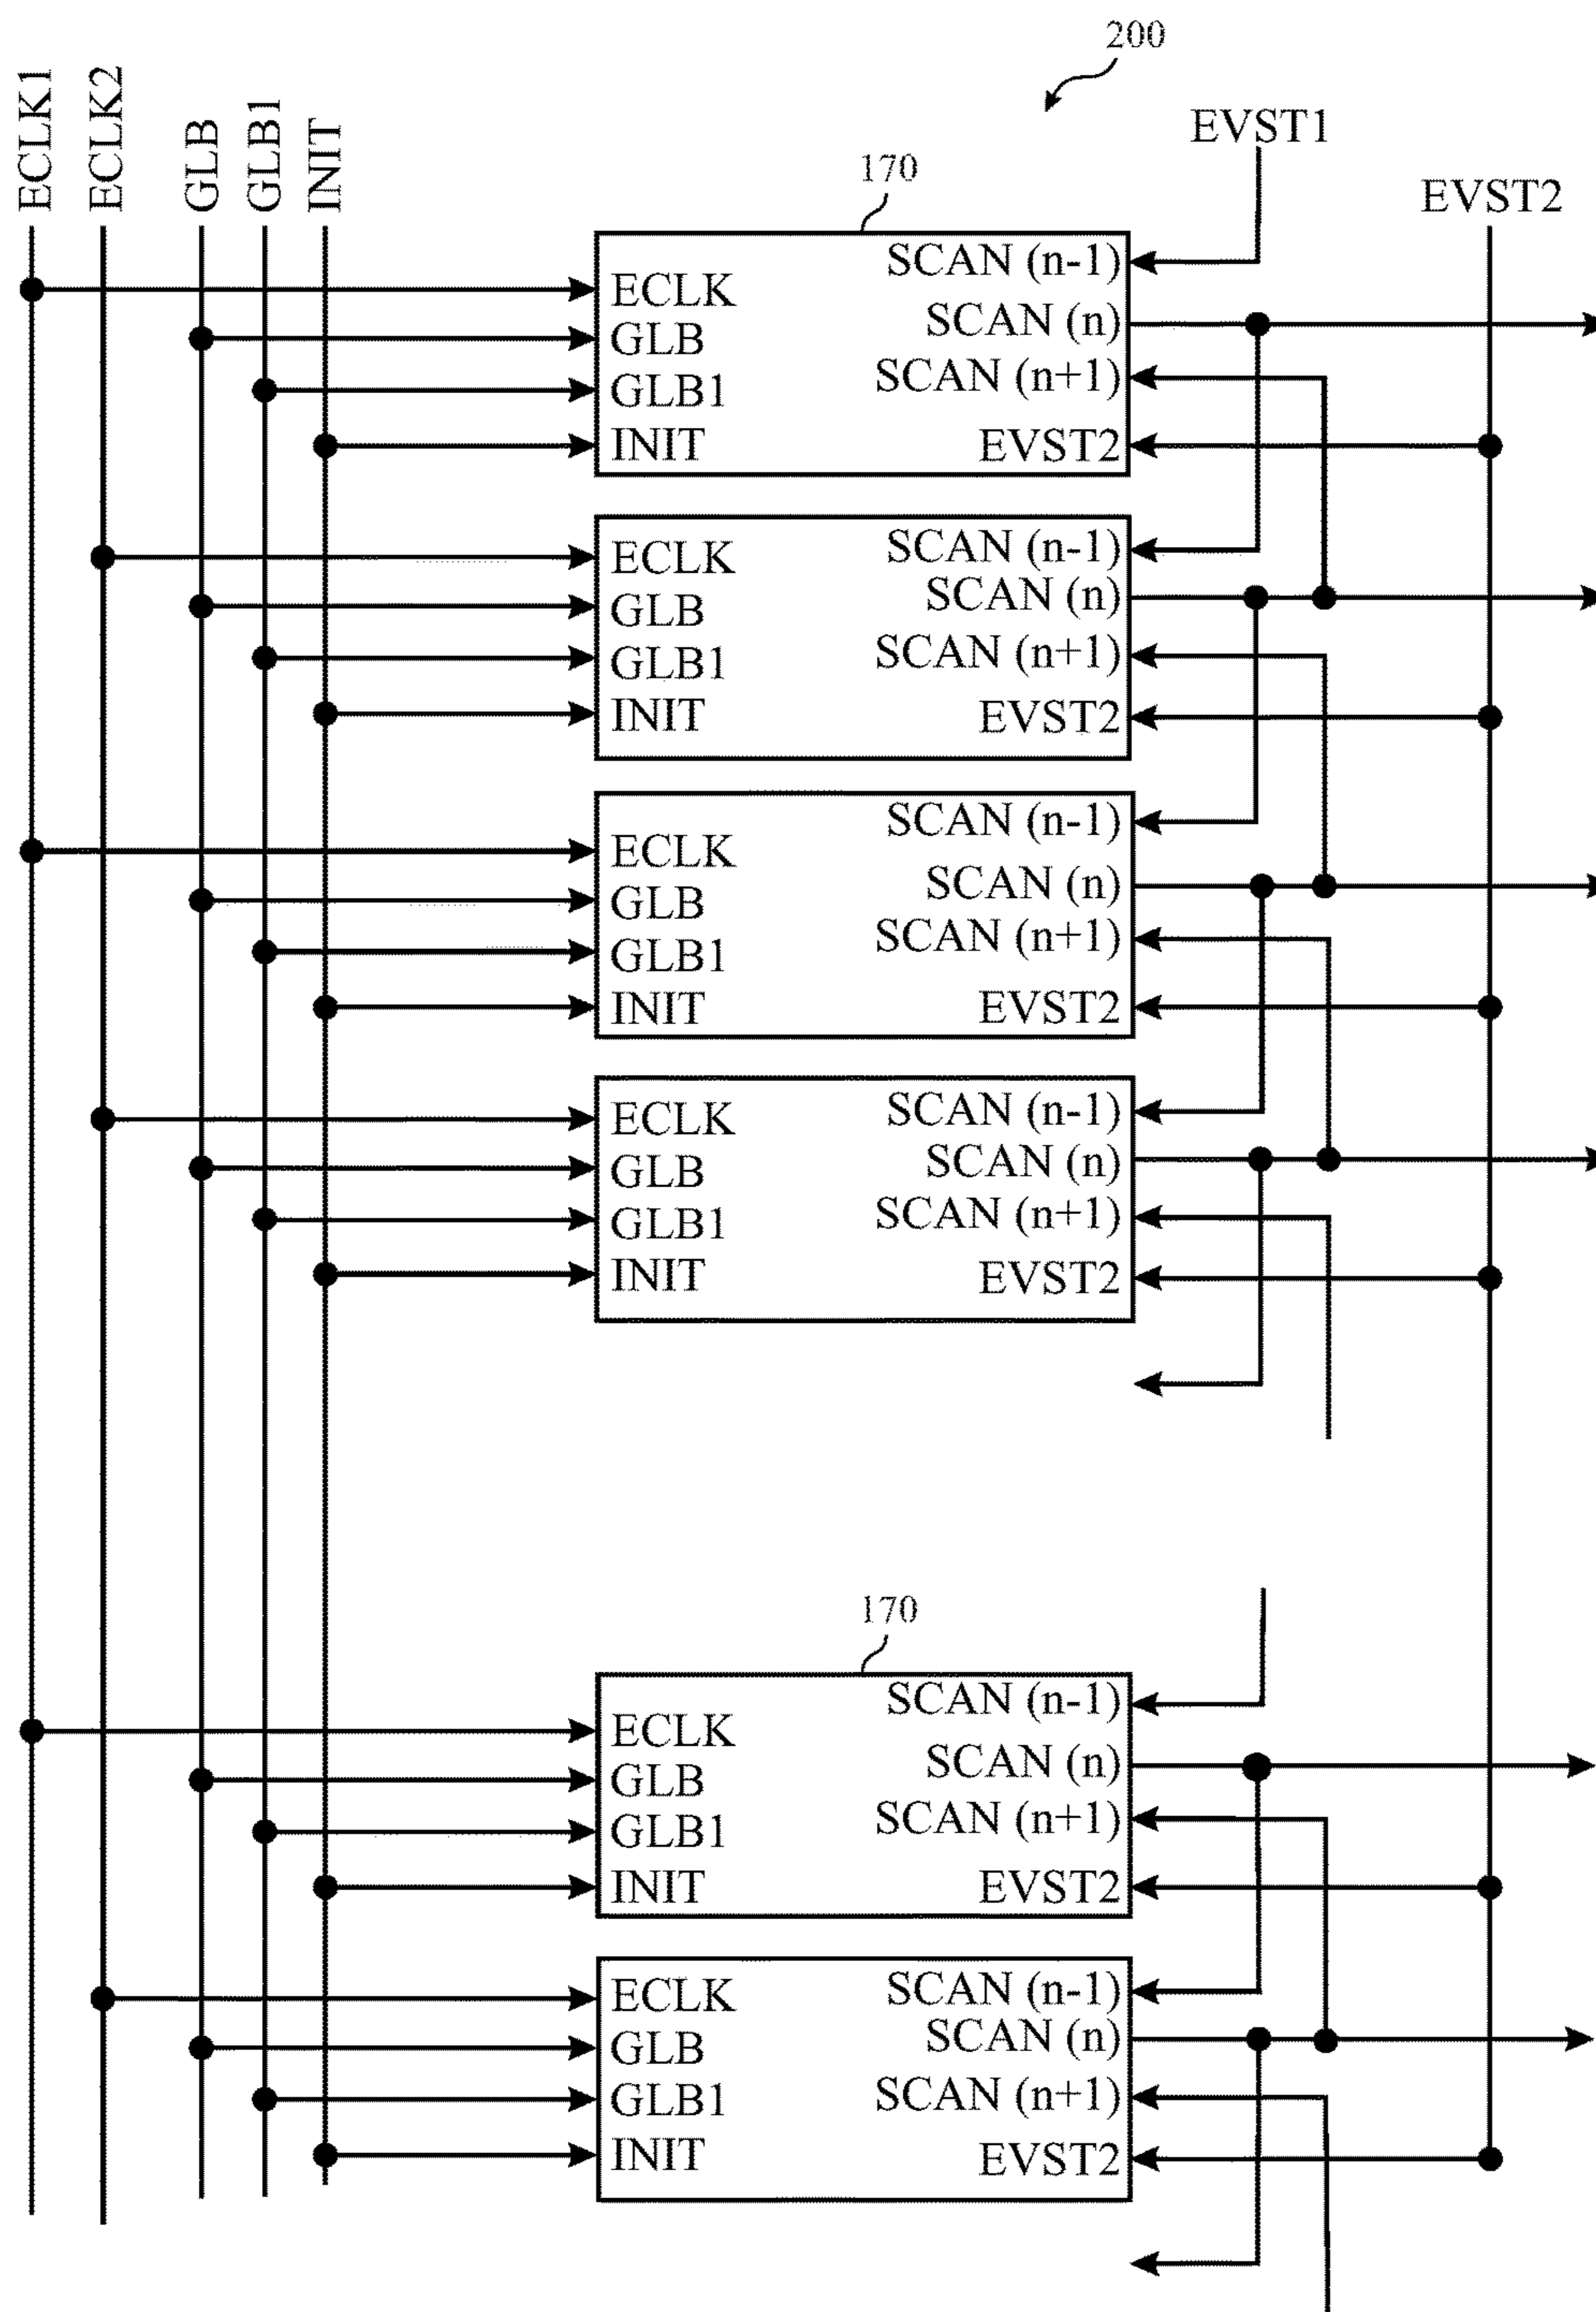 200
ECLK1
ECLK2
GLB
GLB1
INIT
EVST1
EVST2
170
ECLK
GLB
GLB1
INIT
SCAN (n-1)
SCAN (n)
SCAN (n+1)
EVST2
ECLK
GLB
GLB1
INIT
SCAN (n-1)
SCAN (n)
SCAN (n+1)
EVST2
ECLK
GLB
GLB1
INIT
SCAN (n-1)
SCAN (n)
SCAN (n+1)
EVST2
ECLK
GLB
GLB1
INIT
SCAN (n-1)
SCAN (n)
SCAN (n+1)
EVST2
170
ECLK
GLB
GLB1
INIT
SCAN (n-1)
SCAN (n)
SCAN (n+1)
EVST2
ECLK
GLB
GLB1
INIT
SCAN (n-1)
SCAN (n)
SCAN (n+1)
EVST2